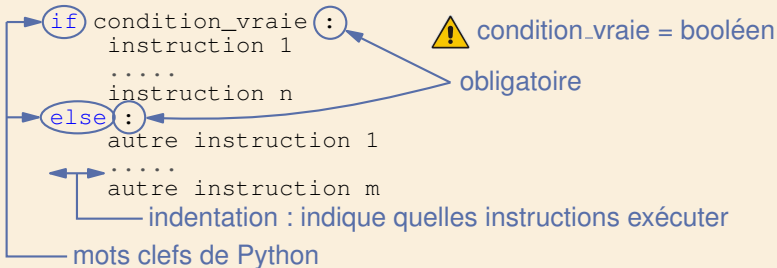 if condition_vraie :
condition_vraie = booléen
instruction 1
.....
obligatoire
instruction n
else :
autre instruction 1
.....
autre instruction m
indentation : indique quelles instructions exécuter
mots clefs de Python